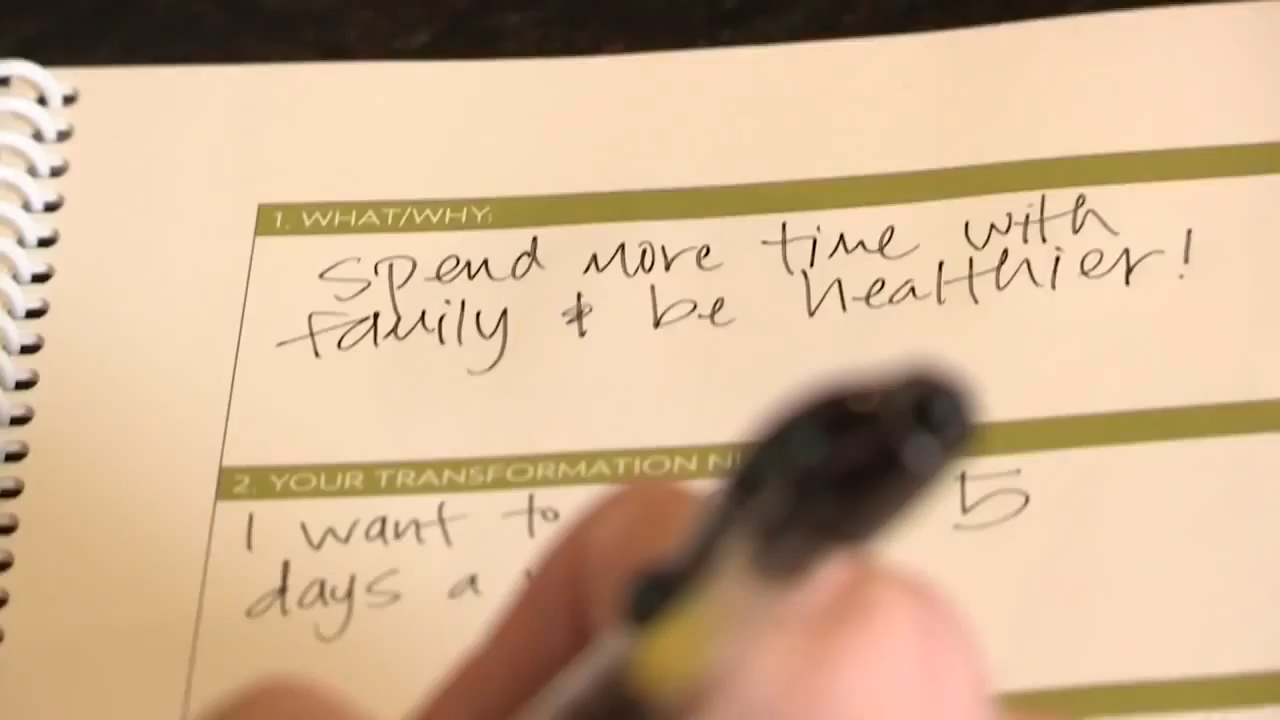 1. WHAT/WHY:
spend more time with
family & be healthier!
2. YOUR TRANSFORMATION
I want to 5
days a